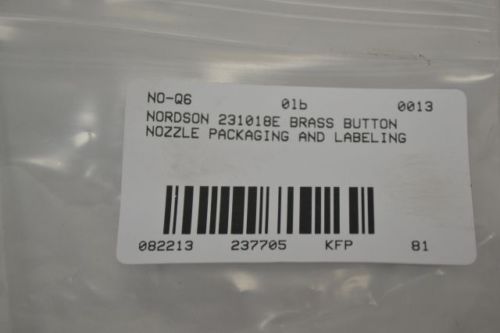 NO-Q6 01b 0013
NORDSON 231018E BRASS BUTTON
NOZZLE PACKAGING AND LABELING
082213 237705 KFP 81